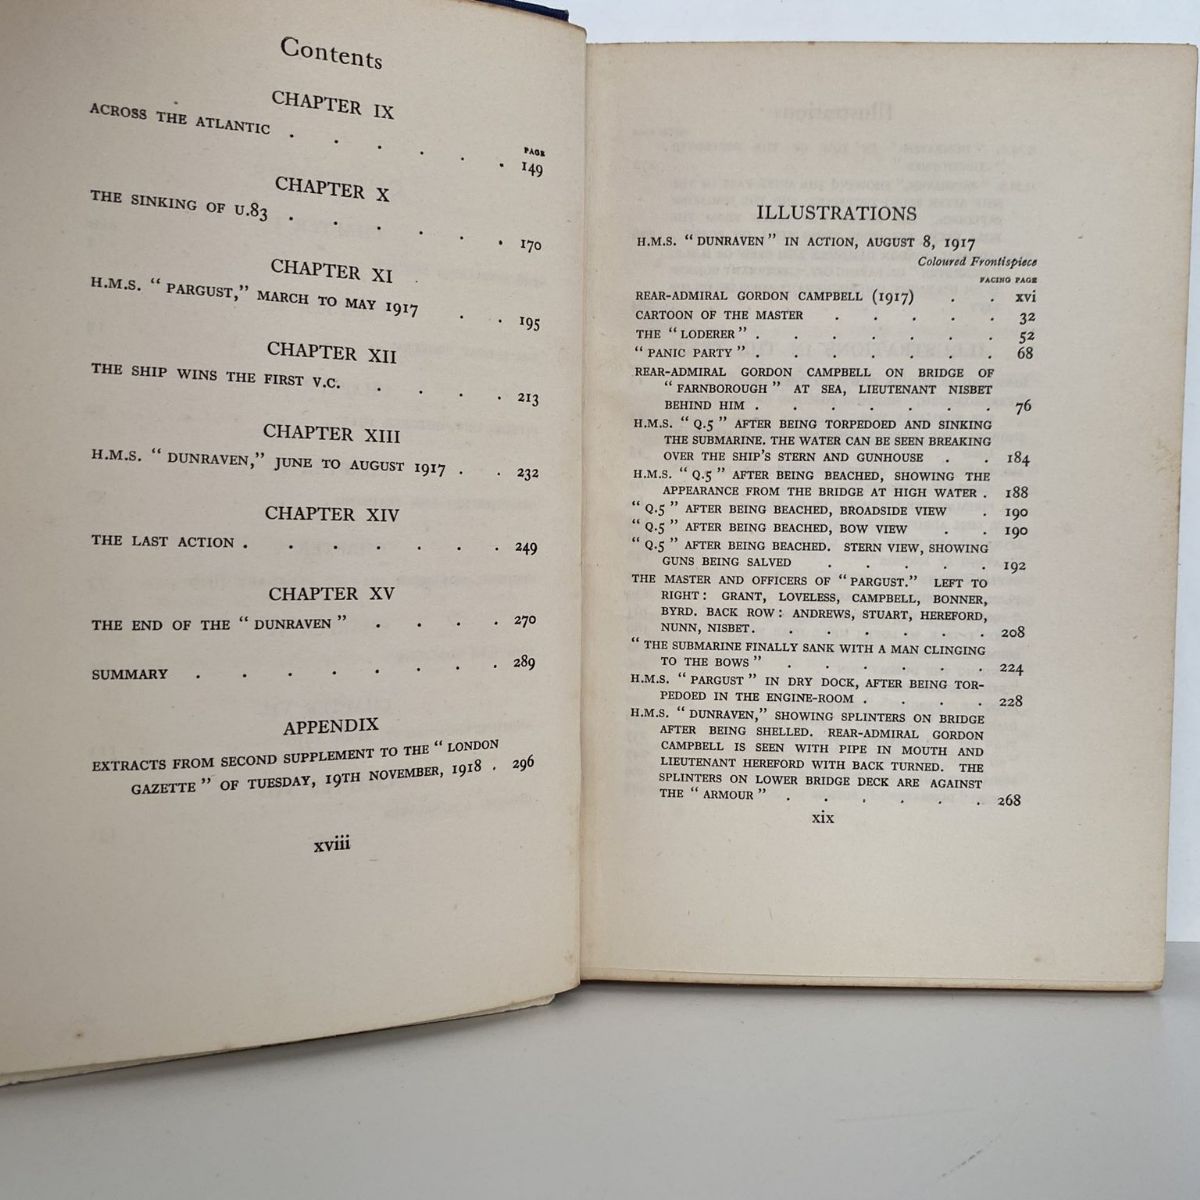 Contents
CHAPTER IX
PAGE
ACROSS THE ATLANTIC . . . . . . 149
CHAPTER X
THE SINKING OF U.83 . . . . . . 170
CHAPTER XI
H.M.S. “ PARGUST,” MARCH TO MAY 1917 . . 195
CHAPTER XII
THE SHIP WINS THE FIRST V.C. . . . . 213
CHAPTER XIII
H.M.S. “ DUNRAVEN,” JUNE TO AUGUST 1917 . . 232
CHAPTER XIV
THE LAST ACTION . . . . . . . 249
CHAPTER XV
THE END OF THE “ DUNRAVEN ” . . . . 270
SUMMARY . . . . . . . . 289
APPENDIX
EXTRACTS FROM SECOND SUPPLEMENT TO THE “ LONDON
GAZETTE ” OF TUESDAY, 19TH NOVEMBER, 1918 . 296
xviii
ILLUSTRATIONS
H.M.S. “ DUNRAVEN ” IN ACTION, AUGUST 8, 1917
Coloured Frontispiece
FACING PAGE
REAR-ADMIRAL GORDON CAMPBELL (1917) . . xvi
CARTOON OF THE MASTER . . . . . 32
THE “ LODERER ” . . . . . . . 52
“ PANIC PARTY ” . . . . . . . 68
REAR-ADMIRAL GORDON CAMPBELL ON BRIDGE OF
“ FARNBOROUGH ” AT SEA, LIEUTENANT NISBET
BEHIND HIM . . . . . . . 76
H.M.S. “ Q.5 ” AFTER BEING TORPEDOED AND SINKING
THE SUBMARINE. THE WATER CAN BE SEEN BREAKING
OVER THE SHIP’S STERN AND GUNHOUSE . . 184
H.M.S. “ Q.5 ” AFTER BEING BEACHED, SHOWING THE
APPEARANCE FROM THE BRIDGE AT HIGH WATER . 188
“ Q.5 ” AFTER BEING BEACHED, BROADSIDE VIEW . 190
“ Q.5 ” AFTER BEING BEACHED, BOW VIEW . . 190
“ Q.5 ” AFTER BEING BEACHED. STERN VIEW, SHOWING
GUNS BEING SALVED . . . . . 192
THE MASTER AND OFFICERS OF “ PARGUST.” LEFT TO
RIGHT : GRANT, LOVELESS, CAMPBELL, BONNER,
BYRD. BACK ROW : ANDREWS, STUART, HEREFORD,
NUNN, NISBET. . . . . . . 208
“ THE SUBMARINE FINALLY SANK WITH A MAN CLINGING
TO THE BOWS ” . . . . . . 224
H.M.S. “ PARGUST ” IN DRY DOCK, AFTER BEING TOR-
PEDOED IN THE ENGINE-ROOM . . . . 228
H.M.S. “ DUNRAVEN,” SHOWING SPLINTERS ON BRIDGE
AFTER BEING SHELLED. REAR-ADMIRAL GORDON
CAMPBELL IS SEEN WITH PIPE IN MOUTH AND
LIEUTENANT HEREFORD WITH BACK TURNED. THE
SPLINTERS ON LOWER BRIDGE DECK ARE AGAINST
THE “ ARMOUR ” . . . . . . 268
xix